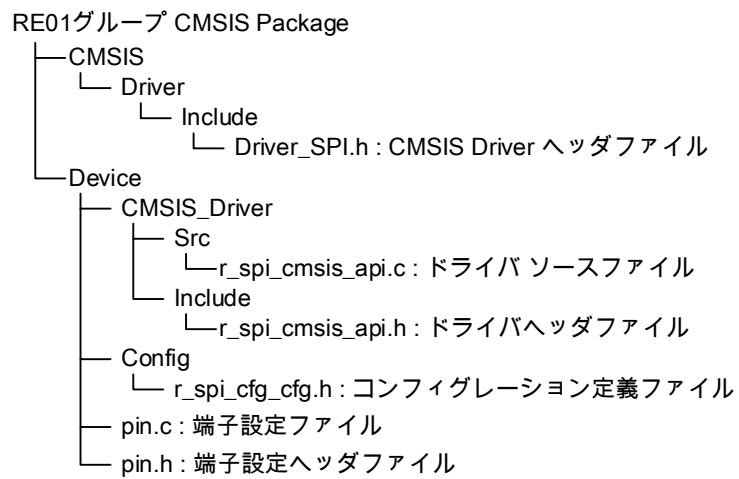 RE01グループ CMSIS Package
CMSIS
Driver
Include
Driver_SPI.h : CMSIS Driver ヘッダファイル
Device
CMSIS_Driver
Src
r_spi_cmsis_api.c : ドライバ ソースファイル
Include
r_spi_cmsis_api.h : ドライバヘッダファイル
Config
r_spi_cfg_cfg.h : コンフィグレーション定義ファイル
pin.c : 端子設定ファイル
pin.h : 端子設定ヘッダファイル